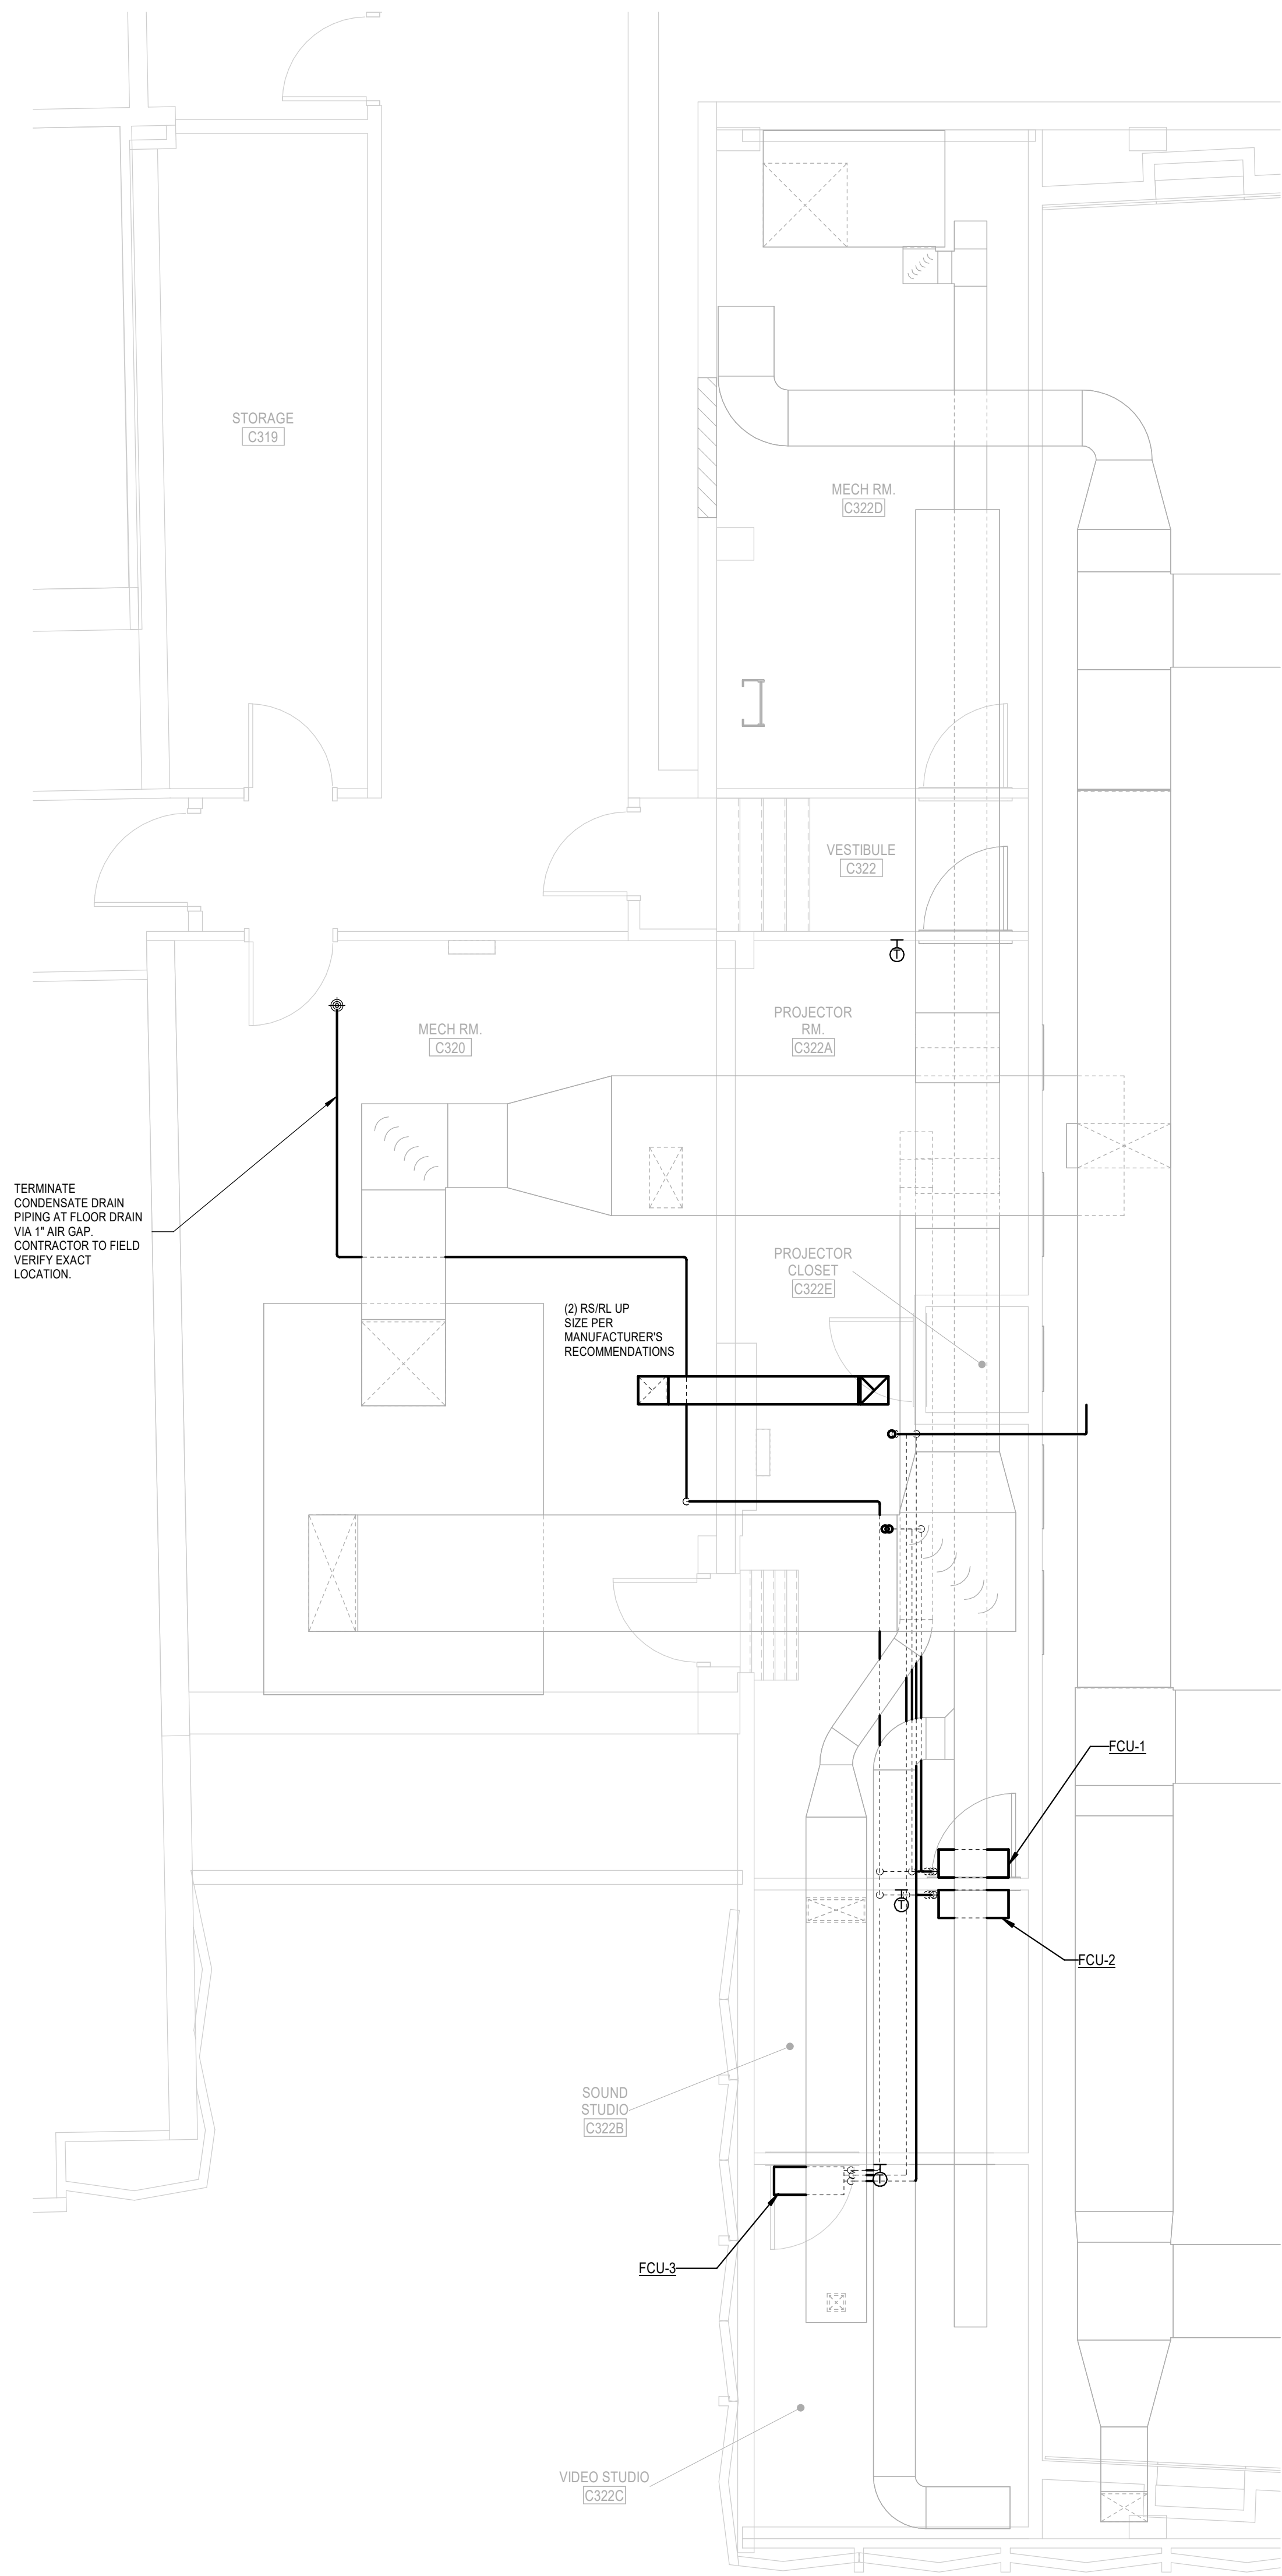 STORAGE
C319
MECH RM.
C322D
VESTIBULE
C322
T
MECH RM.
C320
PROJECTOR
RM.
C322A
TERMINATE
CONDENSATE DRAIN
PIPING AT FLOOR DRAIN
VIA 1" AIR GAP.
CONTRACTOR TO FIELD
VERIFY EXACT
LOCATION.
PROJECTOR
CLOSET
C322E
(2) RS/RL UP
SIZE PER
MANUFACTURER'S
RECOMMENDATIONS
FCU-1
T
FCU-2
SOUND
STUDIO
C322B
T
FCU-3
VIDEO STUDIO
C322C